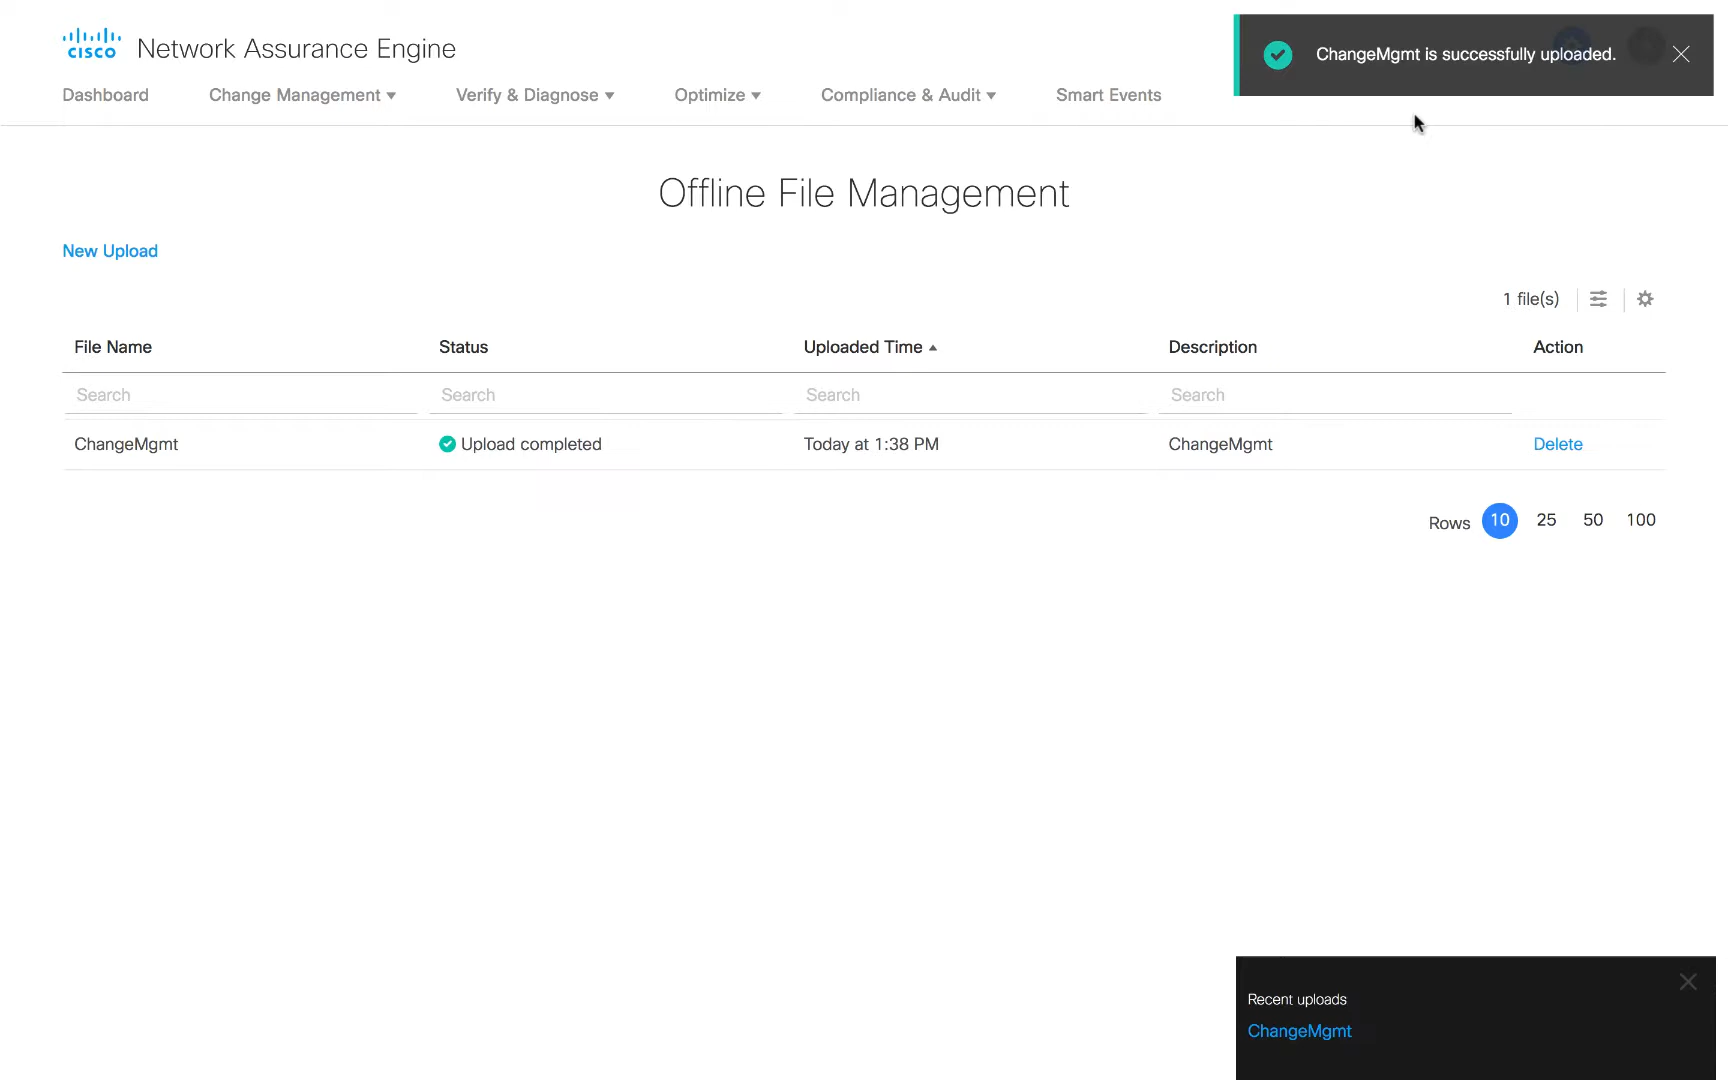 cisco Network Assurance Engine
ChangeMgmt is successfully uploaded.
Dashboard Change Management Verify & Diagnose Optimize Compliance & Audit Smart Events
Offline File Management
New Upload
1 file(s)
File Name Status Uploaded Time Description Action
Search Search Search Search
ChangeMgmt Upload completed Today at 1:38 PM ChangeMgmt Delete
Rows 10 25 50 100
Recent uploads
ChangeMgmt